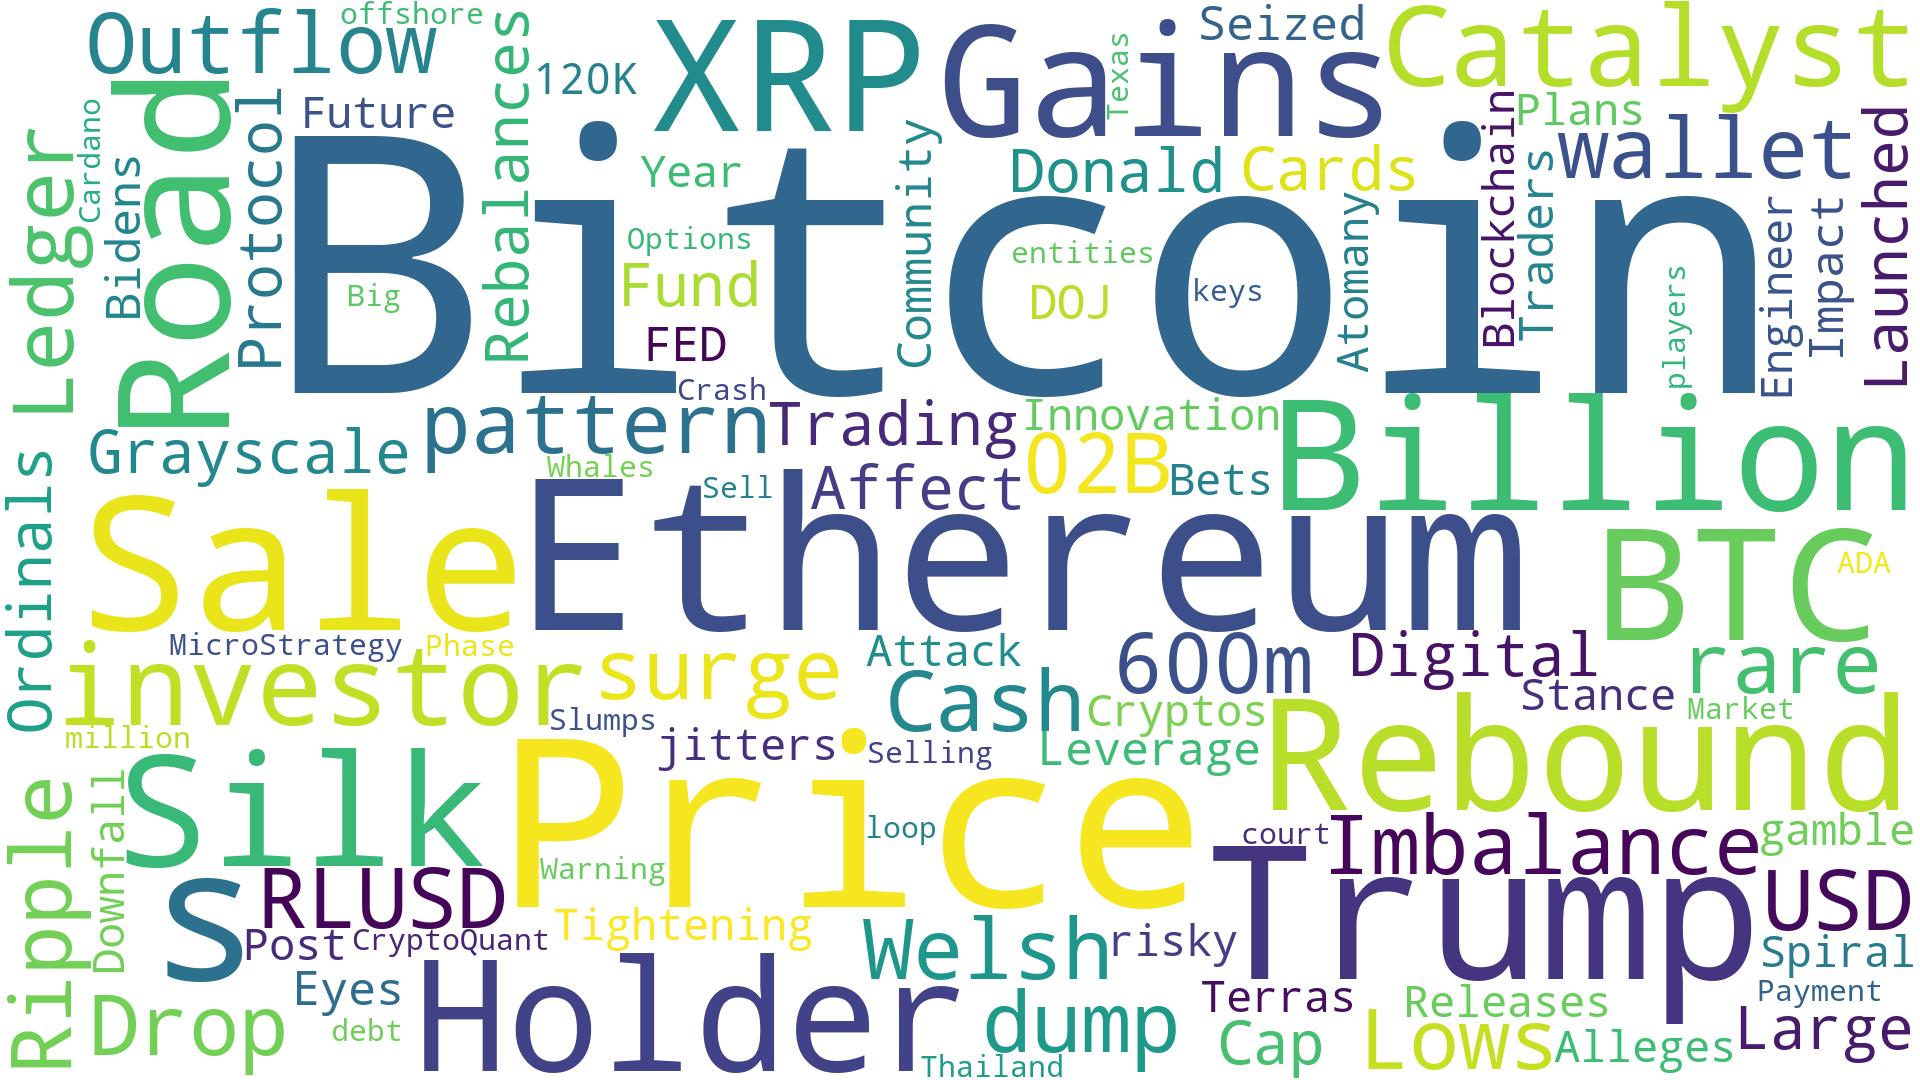 offshore
Outflow
Road
Cardano
Ledger
Bidens
Protocol
Future
Rebalances
120K
XRP
Gains
Texas
Seized
Catalyst
Plans
Blockchain
wallet
Launched
Year
Community
Donald
Cards
Atomany
Traders
Engineer
Impact
Bitcoin
Big
Options
Fund
FED
entities
DOJ
keys
players
Crash
Grayscale
pattern
Trading
Innovation
02B
Bets
Billion
Ordinals
Whales
Sell
Affect
Sale
Ethereum
BTC
ADA
MicroStrategy
Phase
investor
surge
Attack
Cash
600m
Digital
Stance
rare
Market
million
Slumps
jitters
Selling
Cryptos
Leverage
Rebound
Ripple
Downfall
Silk
Price
loop
court
Imbalance
gamble
Warning
s
RLUSD
Post
CryptoQuant
Tightening
Welsh
risky
Trump
USD
Spiral
Drop
Eyes
debt
Holder
dump
Thailand
Terras
Cap
Releases
Lows
Alleges
Payment
Large